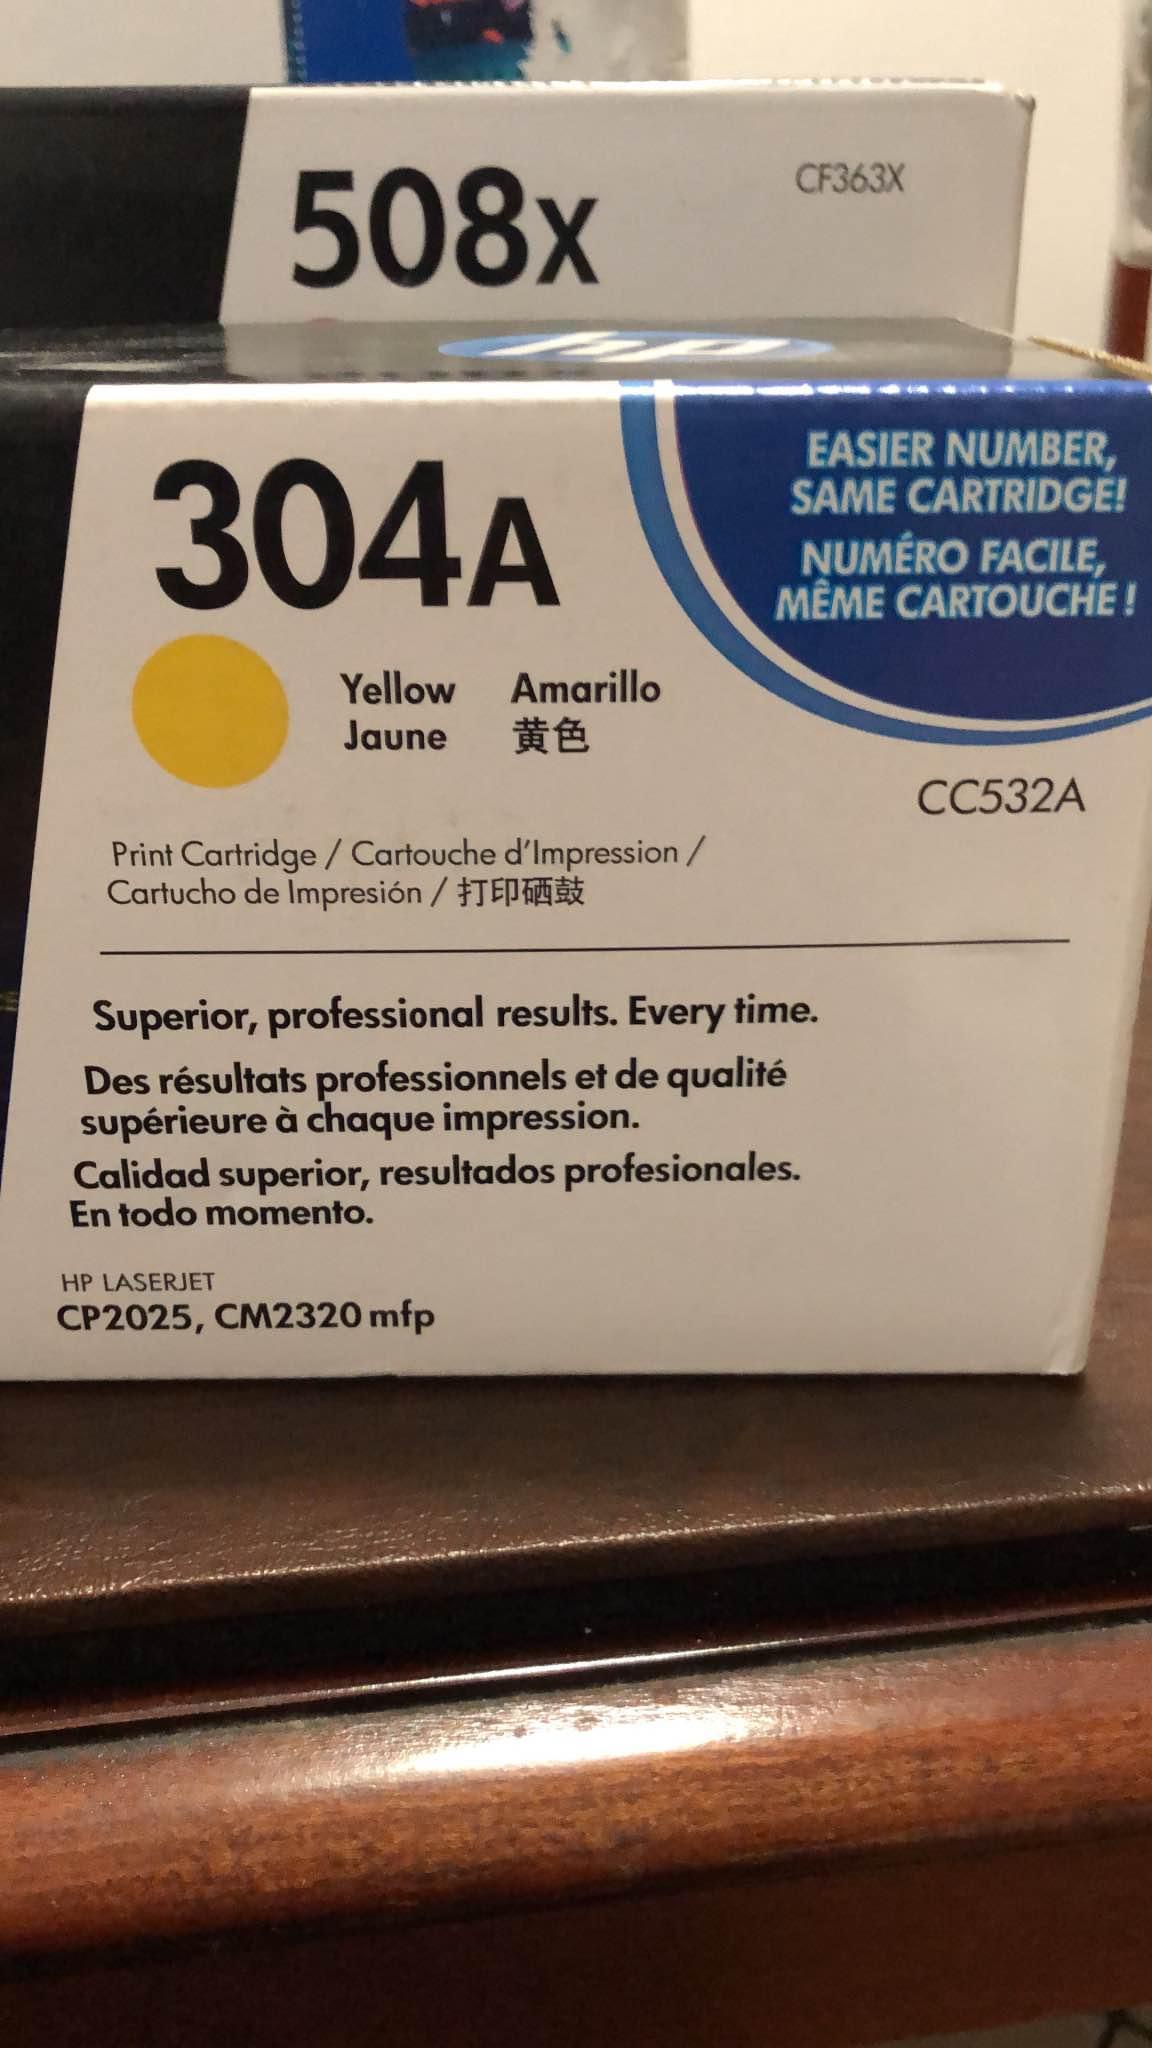 508X
CF363X
hp
304A
EASIER NUMBER,
SAME CARTRIDGE!
NUMÉRO FACILE,
MÊME CARTOUCHE !
Yellow Amarillo
Jaune 黄色
CC532A
Print Cartridge / Cartouche d'Impression /
Cartucho de Impresión / 打印硒鼓
Superior, professional results. Every time.
Des résultats professionnels et de qualité
supérieure à chaque impression.
Calidad superior, resultados profesionales.
En todo momento.
HP LASERJET
CP2025, CM2320 mfp